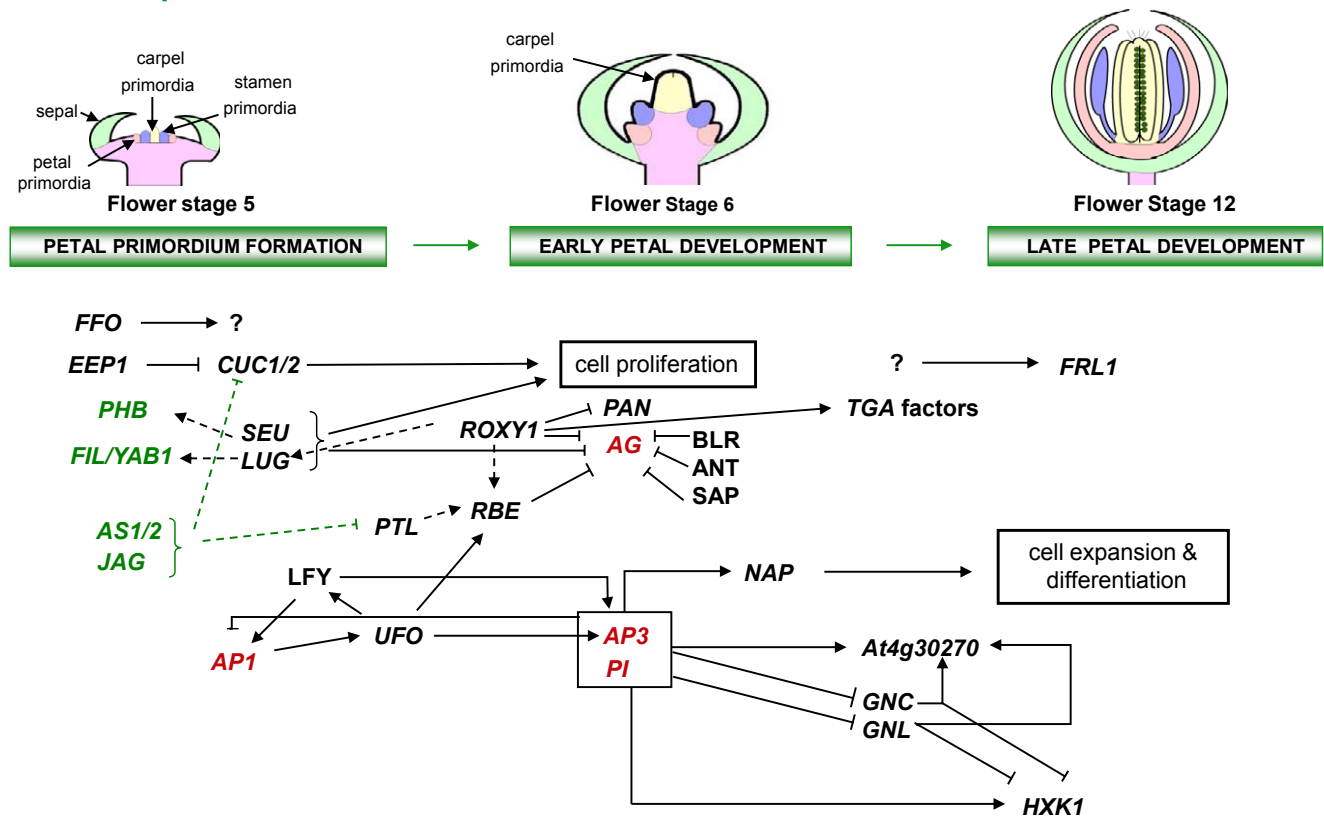 carpel
primordia
stamen
primordia
sepal
petal
primordia
carpel
primordia
Flower stage 5
Flower Stage 6
Flower Stage 12
PETAL PRIMORDIUM FORMATION
EARLY PETAL DEVELOPMENT
LATE PETAL DEVELOPMENT
FFO
?
EEP1
CUC1/2
cell proliferation
?
FRL1
PHB
SEU
ROXY1
PAN
TGA factors
FIL/YAB1
LUG
AG
BLR
ANT
SAP
AS1/2
JAG
PTL
RBE
LFY
NAP
cell expansion &
differentiation
AP1
UFO
AP3
PI
At4g30270
GNC
GNL
HXK1